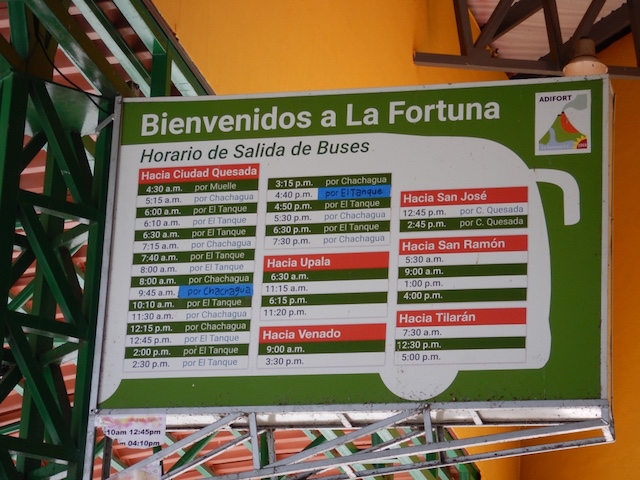 Bienvenidos a La Fortuna
ADIFORT
Horario de Salida de Buses
Hacia Ciudad Quesada
4:30 a.m. por Muelle
5:15 a.m. por Chachagua
6:00 a.m. por El Tanque
6:10 a.m. por El Tanque
6:30 a.m. por El Tanque
7:15 a.m. por Chachagua
7:40 a.m. por El Tanque
8:00 a.m. por El Tanque
8:00 a.m. por Chachagua
9:45 a.m. por Chachagua
10:10 a.m. por El Tanque
11:30 a.m. por Chachagua
12:15 p.m. por Chachagua
12:45 p.m. por El Tanque
2:00 p.m. por El Tanque
2:30 p.m. por El Tanque
3:15 p.m. por Chachagua
4:40 p.m. por El Tanque
4:50 p.m. por El Tanque
5:30 p.m. por Chachagua
6:30 p.m. por El Tanque
7:30 p.m. por Chachagua
Hacia Upala
6:30 a.m.
11:15 a.m.
6:15 p.m.
11:20 p.m.
Hacia Venado
9:00 a.m.
3:30 p.m.
Hacia San José
12:45 p.m. por C. Quesada
2:45 p.m. por C. Quesada
Hacia San Ramón
5:30 a.m.
9:00 a.m.
1:00 p.m.
4:00 p.m.
Hacia Tilarán
7:30 a.m.
12:30 p.m.
5:00 p.m.
10am 12:45pm
am 04:10pm